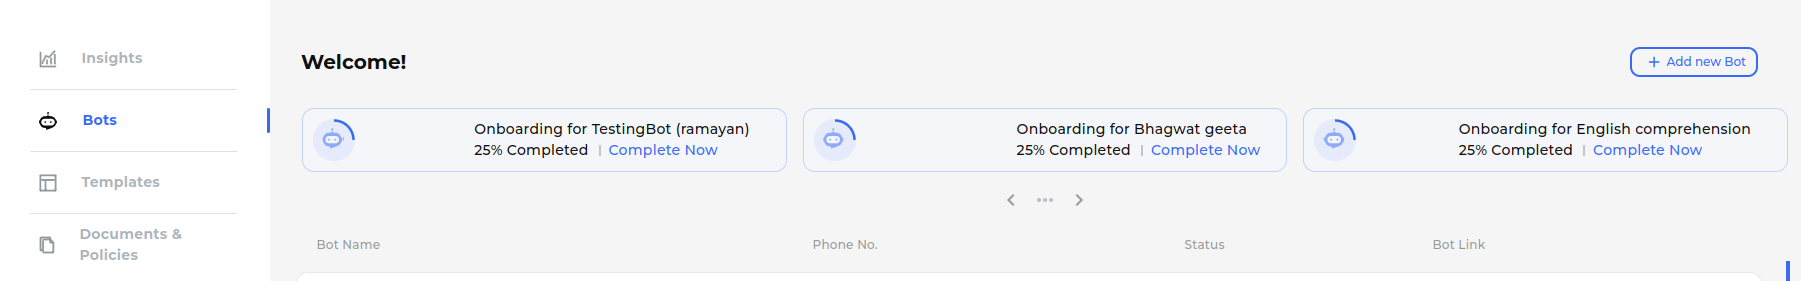 Insights
Bots
Templates
Documents &
Policies
Welcome!
+ Add new Bot
Onboarding for TestingBot (ramayan)
25% Completed | Complete Now
Onboarding for Bhagwat geeta
25% Completed | Complete Now
Onboarding for English comprehension
25% Completed | Complete Now
Bot Name Phone No. Status Bot Link